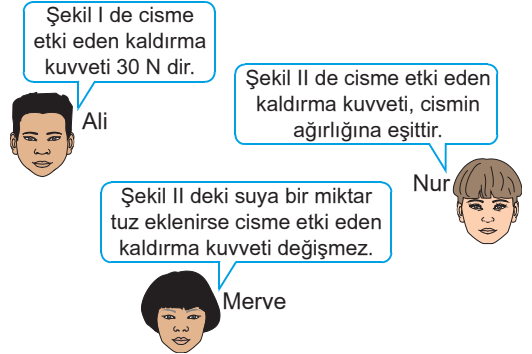 Şekil I de cisme
etki eden kaldırma
kuvveti 30 N dir.
Ali
Şekil II de cisme etki eden
kaldırma kuvveti, cismin
ağırlığına eşittir.
Nur
Şekil II deki suya bir miktar
tuz eklenirse cisme etki eden
kaldırma kuvveti değişmez.
Merve